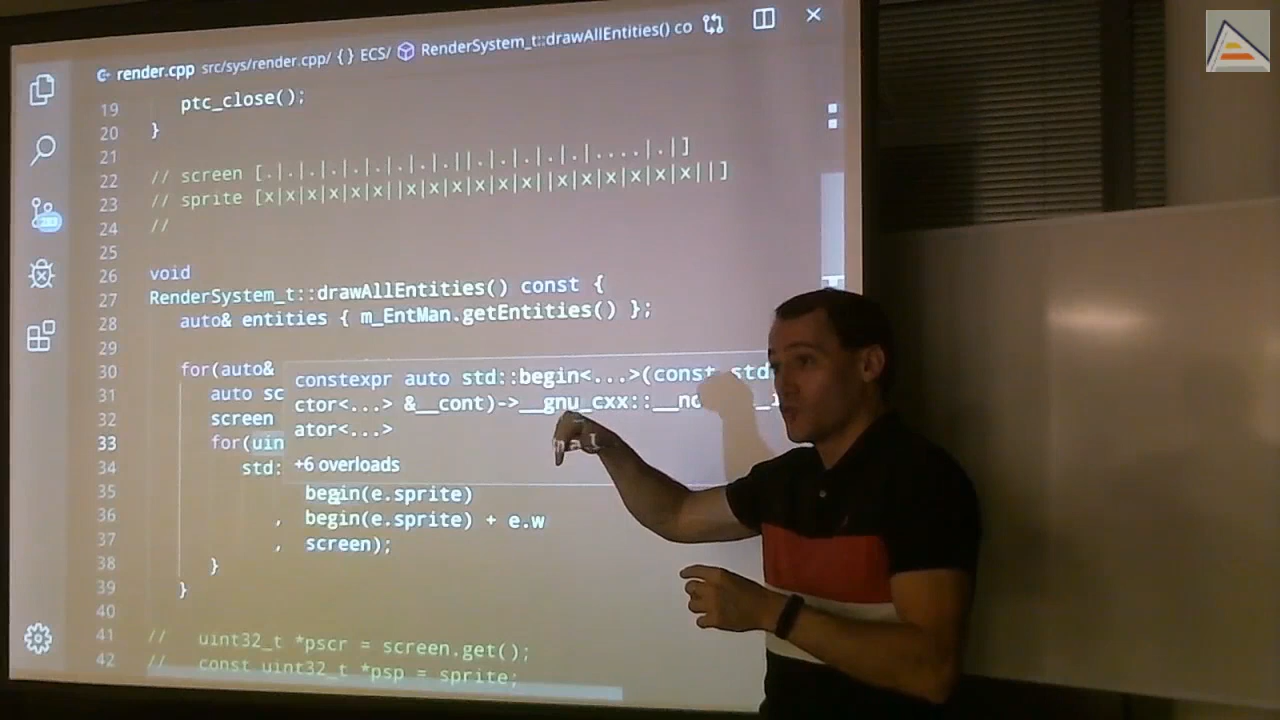 render.cpp src/sys/render.cpp/ { } ECS/ RenderSystem_t::drawAllEntities() co
19 ptc_close();
20 }
21
22 // screen [.|.|.|.|.|.|.|.|.||.|.|.|.|.|....|.|]
23 // sprite [x|x|x|x|x|x||x|x|x|x|x|x||x|x|x|x|x|x||]
24 //
25
26 void
27 RenderSystem_t::drawAllEntities() const {
28 auto& entities { m_EntMan.getEntities() };
29
30 for(auto&
31 auto sc
32 screen
33 for(uin
34 std:
constexpr auto std::begin<...>(const std
ctor<...> &__cont)->__gnu_cxx::__no
ator<...>
+6 overloads
35 begin(e.sprite)
36 , begin(e.sprite) + e.w
37 , screen);
38 }
39 }
40
41 // uint32_t *pscr = screen.get();
42 // const uint32_t *psp = sprite;